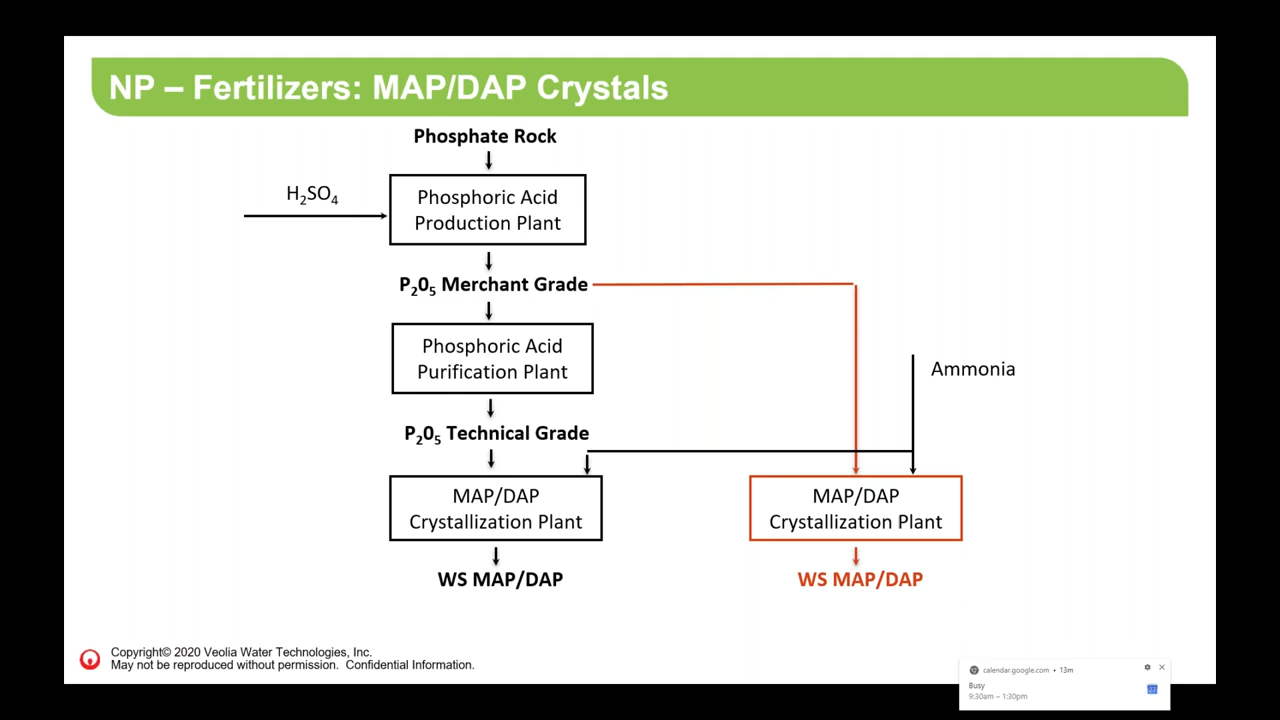 NP – Fertilizers: MAP/DAP Crystals
Phosphate Rock
H₂SO₄
Phosphoric Acid
Production Plant
P₂0₅ Merchant Grade
Phosphoric Acid
Purification Plant
Ammonia
P₂0₅ Technical Grade
MAP/DAP
Crystallization Plant
MAP/DAP
Crystallization Plant
WS MAP/DAP
WS MAP/DAP
Copyright© 2020 Veolia Water Technologies, Inc.
May not be reproduced without permission. Confidential Information.
calendar.google.com • 13m
Busy
9:30am – 1:30pm